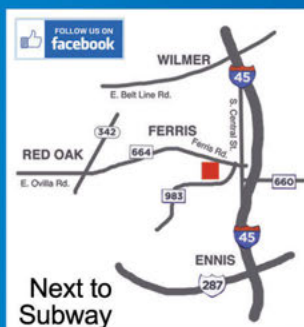 FOLLOW US ON
facebook
WILMER
45
E. Belt Line Rd.
S. Central St.
342
FERRIS
RED OAK
664
Ferris Rd.
E. Ovilla Rd.
983
660
45
ENNIS
287
Next to
Subway